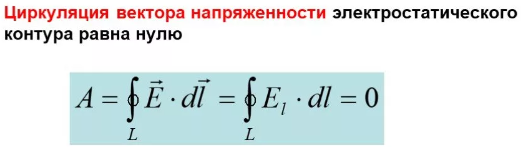 Циркуляция вектора напряженности электростатического
контура равна нулю
A = ∮_L E⃗ · dl⃗ = ∮_L E_l · dl = 0